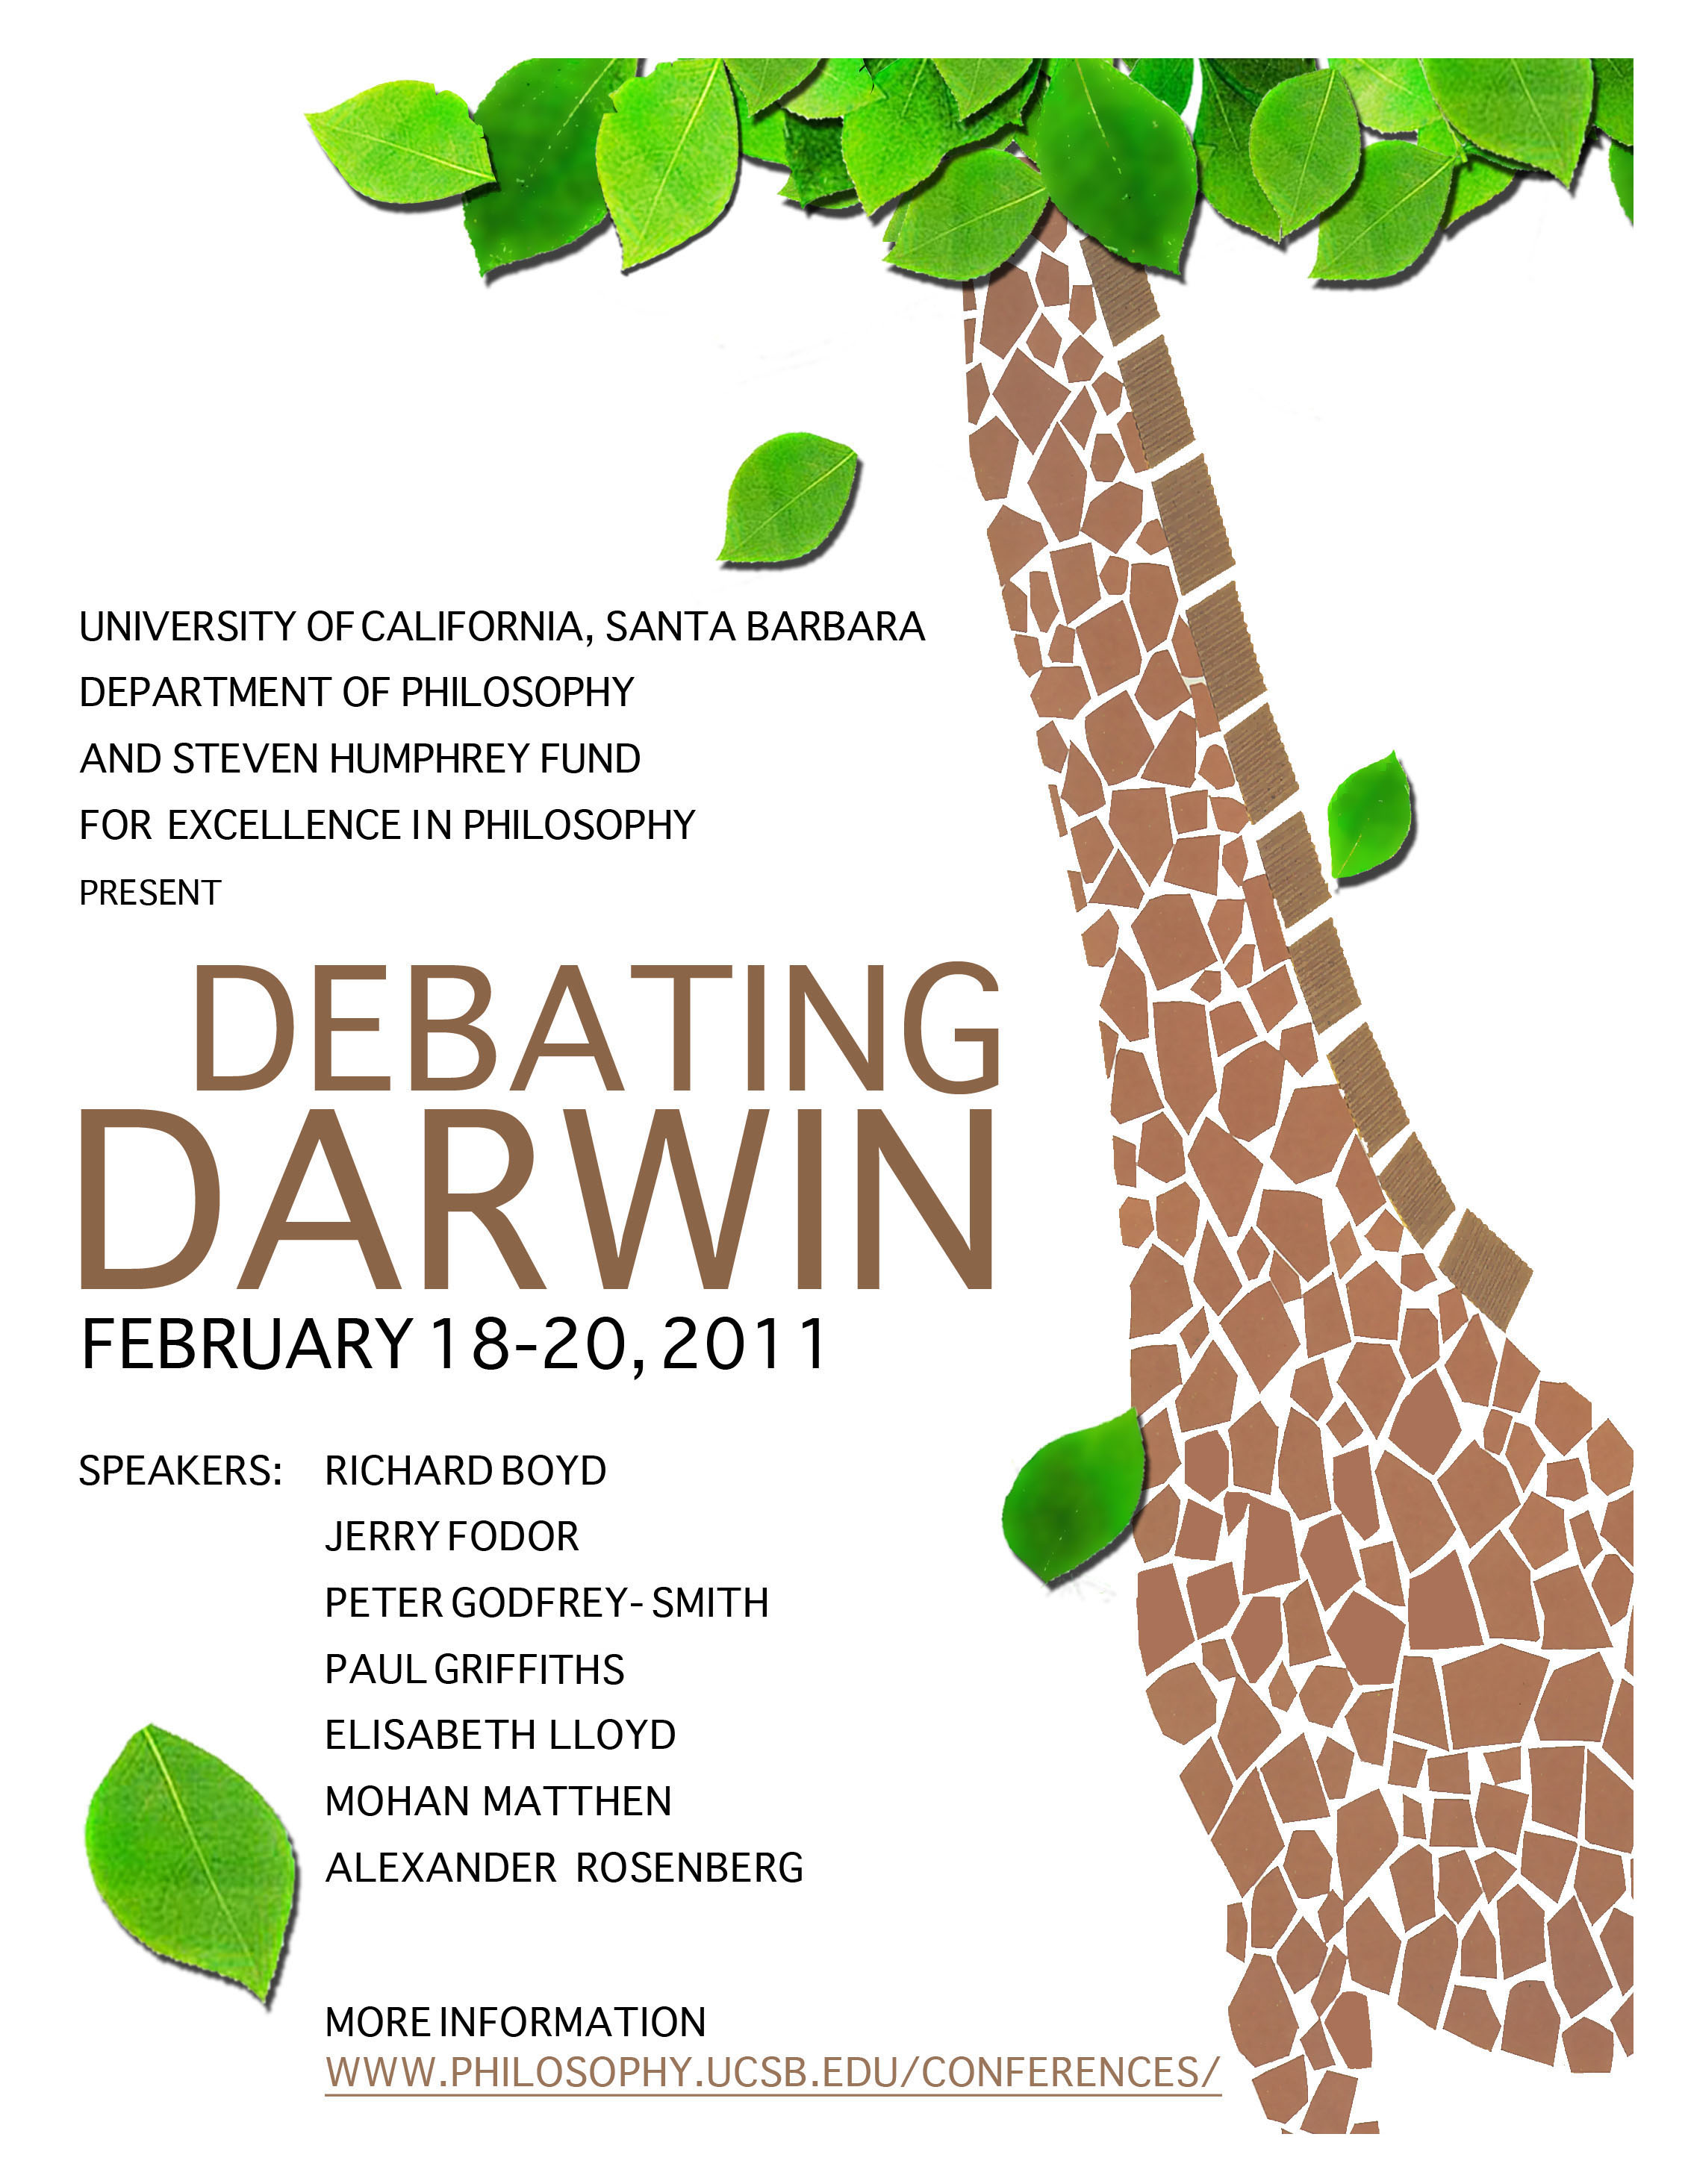 UNIVERSITY OF CALIFORNIA, SANTA BARBARA
DEPARTMENT OF PHILOSOPHY
AND STEVEN HUMPHREY FUND
FOR EXCELLENCE IN PHILOSOPHY
PRESENT
DEBATING
DARWIN
FEBRUARY 18-20, 2011
SPEAKERS: RICHARD BOYD
JERRY FODOR
PETER GODFREY-SMITH
PAUL GRIFFITHS
ELISABETH LLOYD
MOHAN MATTHEN
ALEXANDER ROSENBERG
MORE INFORMATION
WWW.PHILOSOPHY.UCSB.EDU/CONFERENCES/